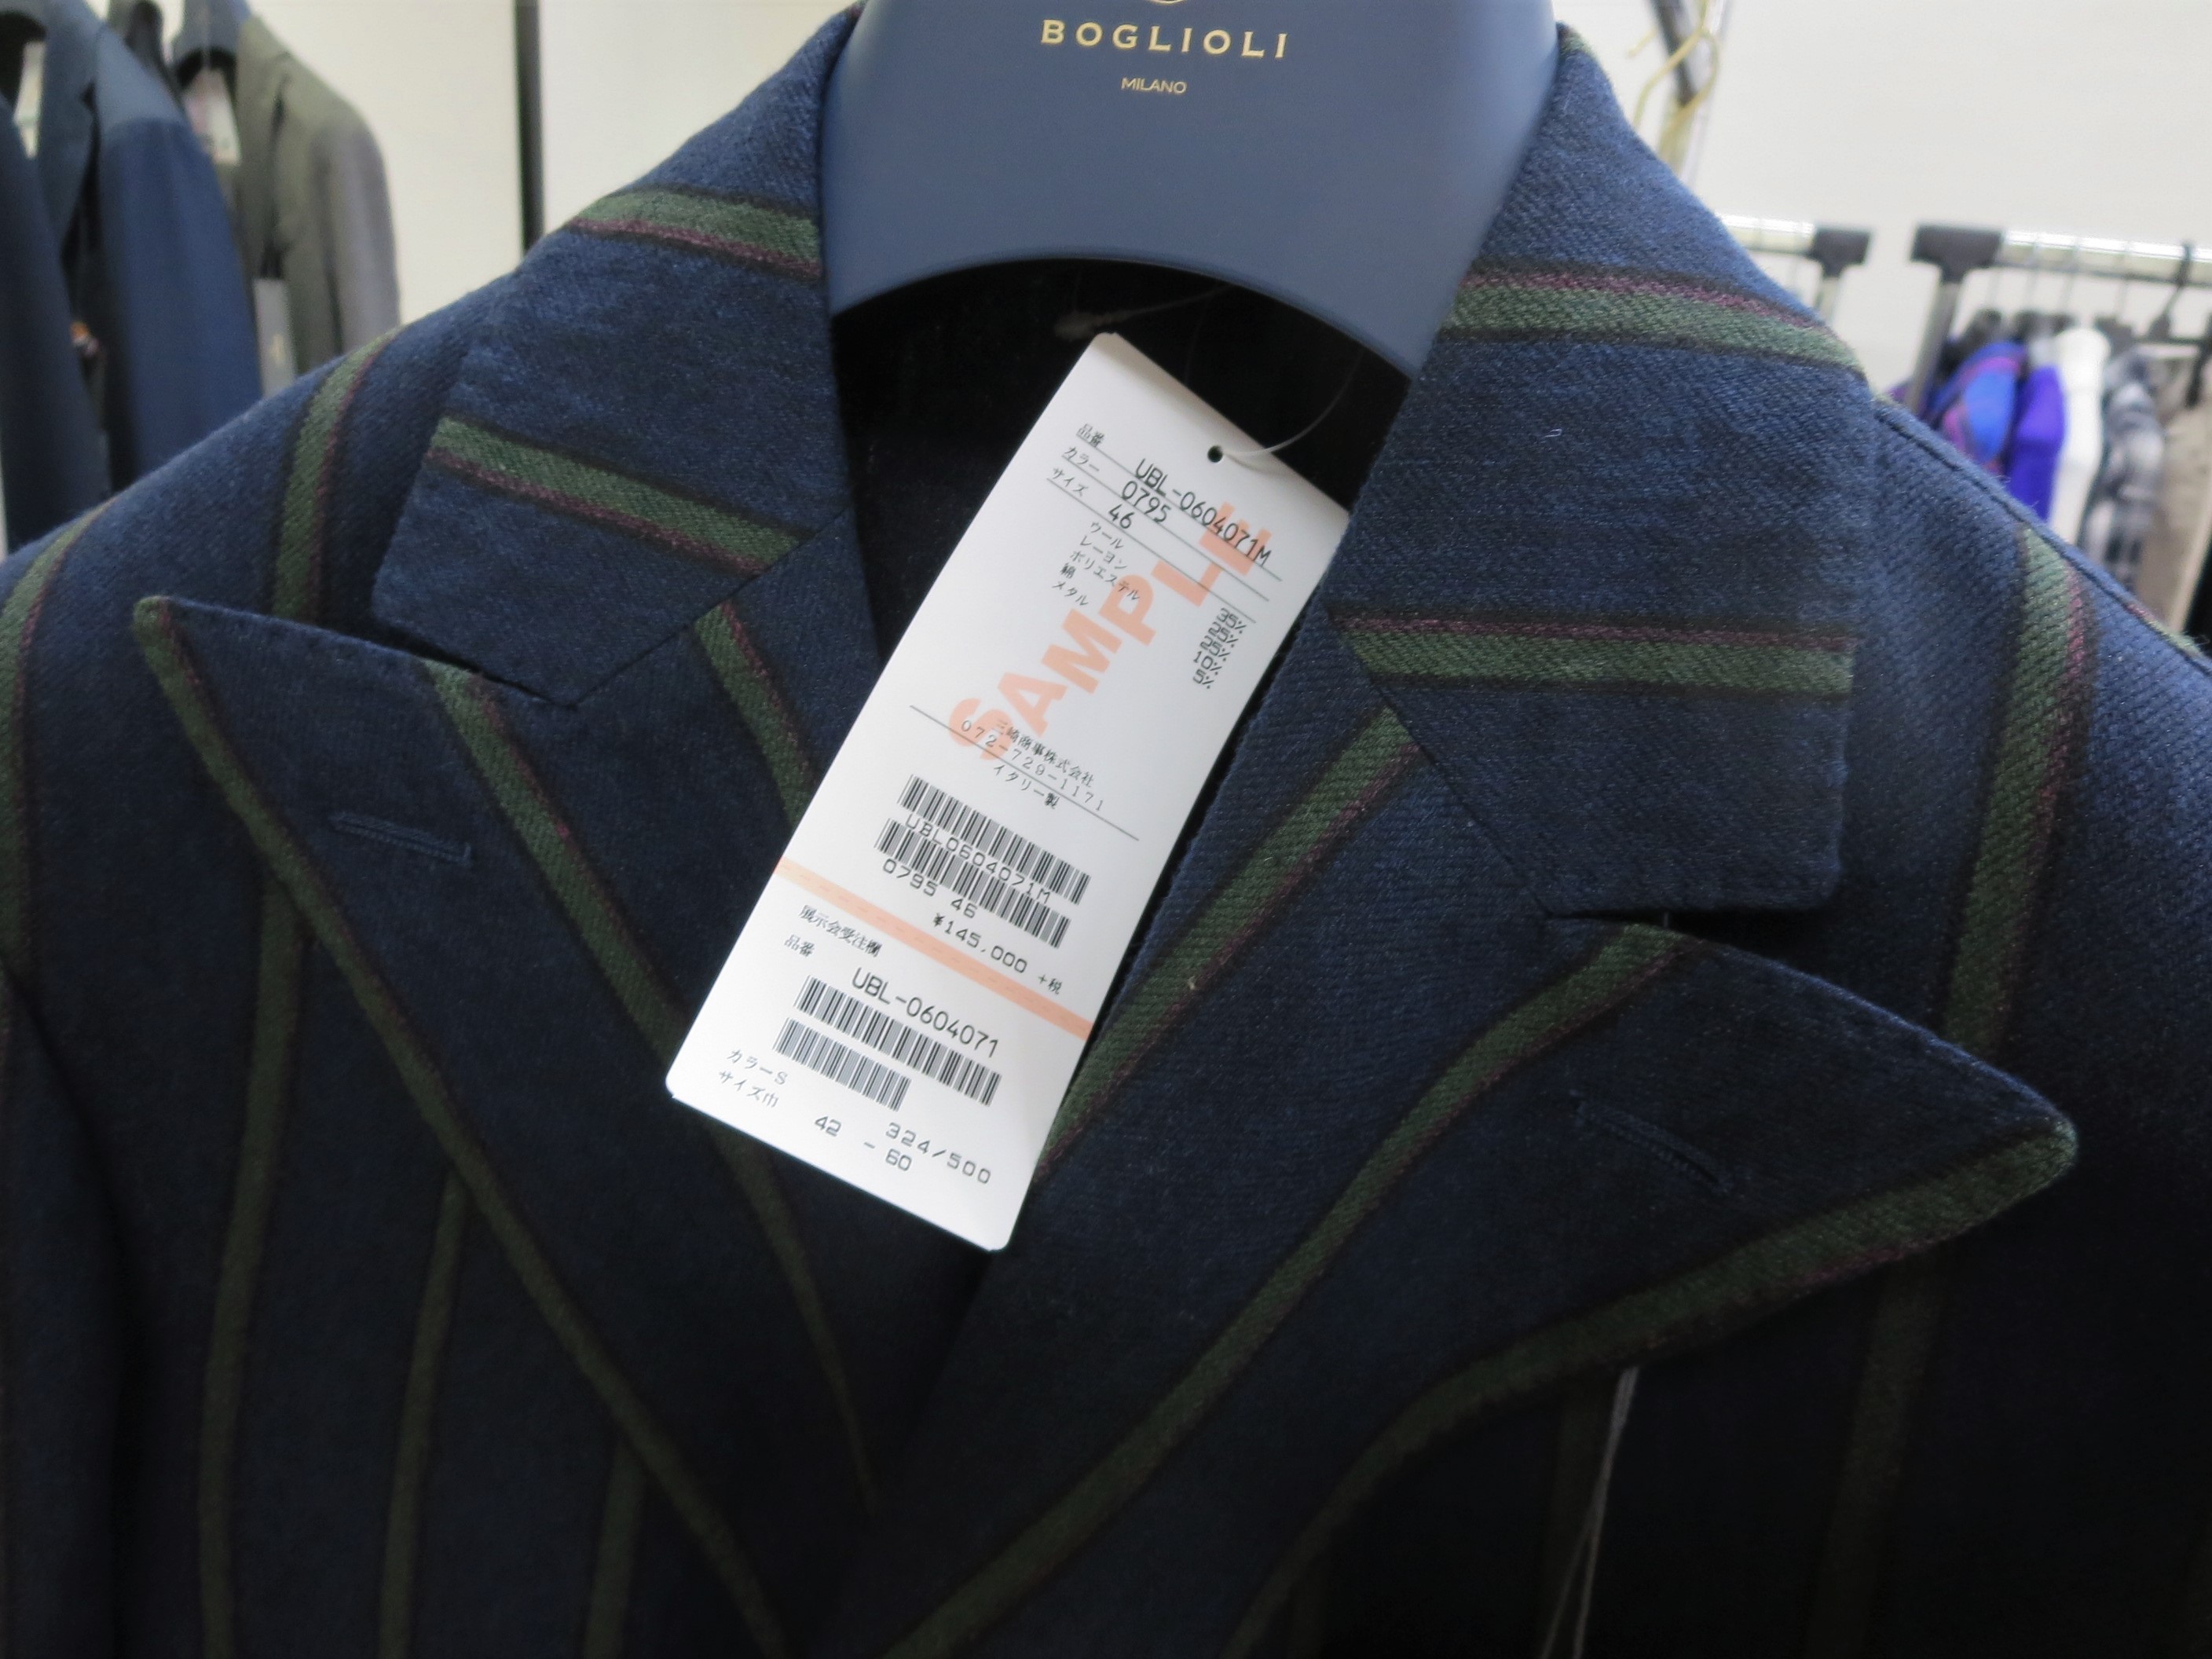 BOGLIOLI
MILANO
品番 UBL-0604071M
カラー 0795
サイズ 46
ウール 35%
レーヨン 25%
ポリエステル 25%
綿 10%
メタル 5%
SAMPLE
三崎商事株式会社
072-729-1171
イタリー製
UBL0604071M
0795 46
¥145,000 +税
展示会受注欄
品番
UBL-0604071
カラーS 324/500
サイズ巾 42 - 60